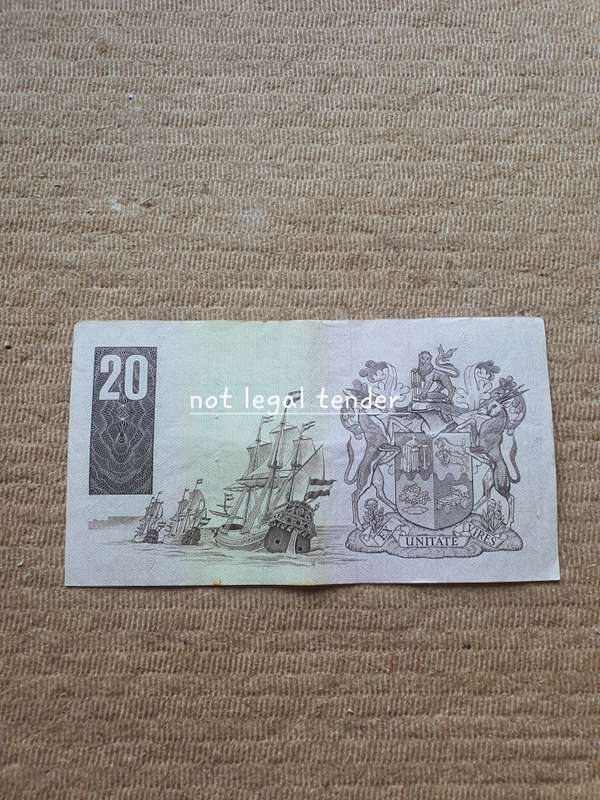 20
not legal tender
EX UNITATE VIRES